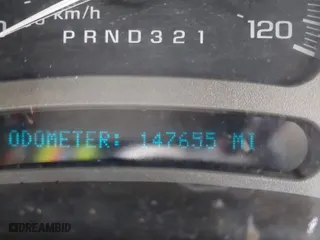 km/h
120
PRND321
ODOMETER: 147655 MI
DREAMBID